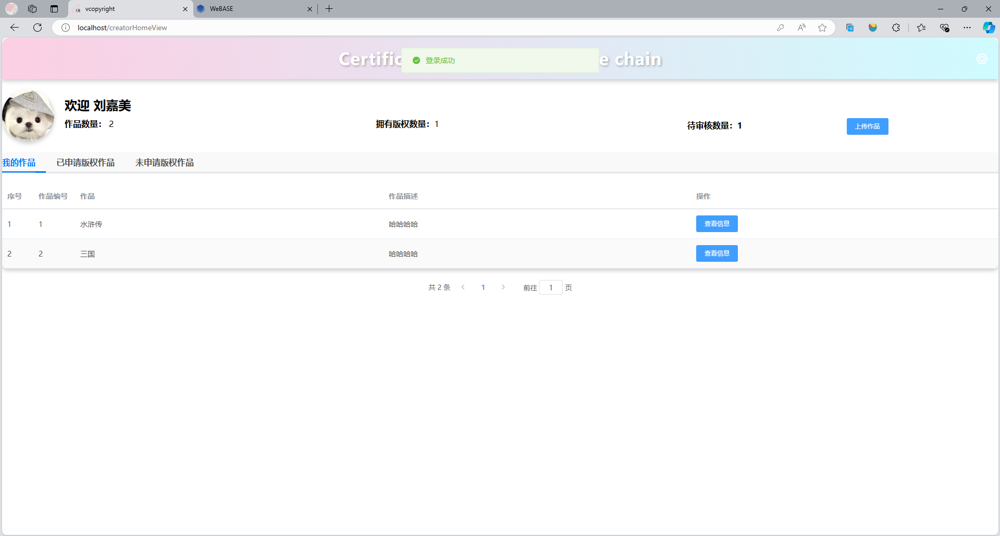 vcopyright
WeBASE
localhost/creatorHomeView
Certific
e chain
登录成功
欢迎 刘嘉美
作品数量： 2
拥有版权数量：1
待审核数量：1
上传作品
我的作品 已申请版权作品 未申请版权作品
序号 作品编号 作品 作品描述 操作
1 1 水浒传 哈哈哈哈 查看信息
2 2 三国 哈哈哈哈 查看信息
共 2 条 1 前往 1 页